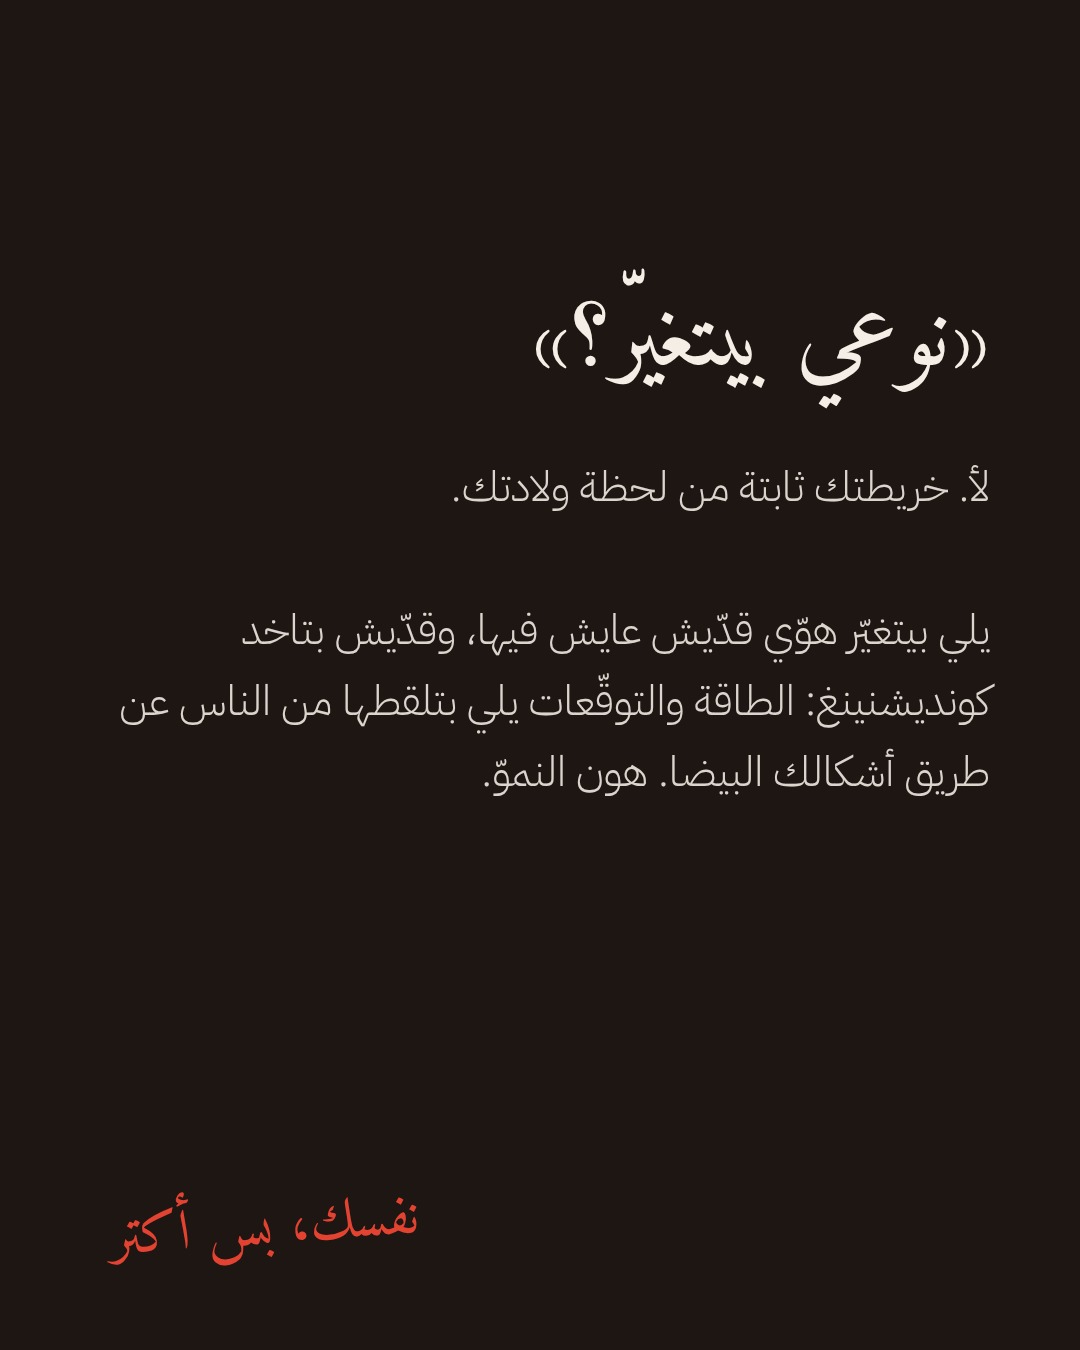 ((نوعي بيتغيّر؟))
لأ. خريطتك ثابتة من لحظة ولادتك.
يلي بيتغيّر هوّي قدّيش عايش فيها، وقدّيش بتاخد
كونديشنينغ: الطاقة والتوقّعات يلي بتلقطها من الناس عن
طريق أشكالك البيضا. هون النموّ.
نفسك، بس أكتر